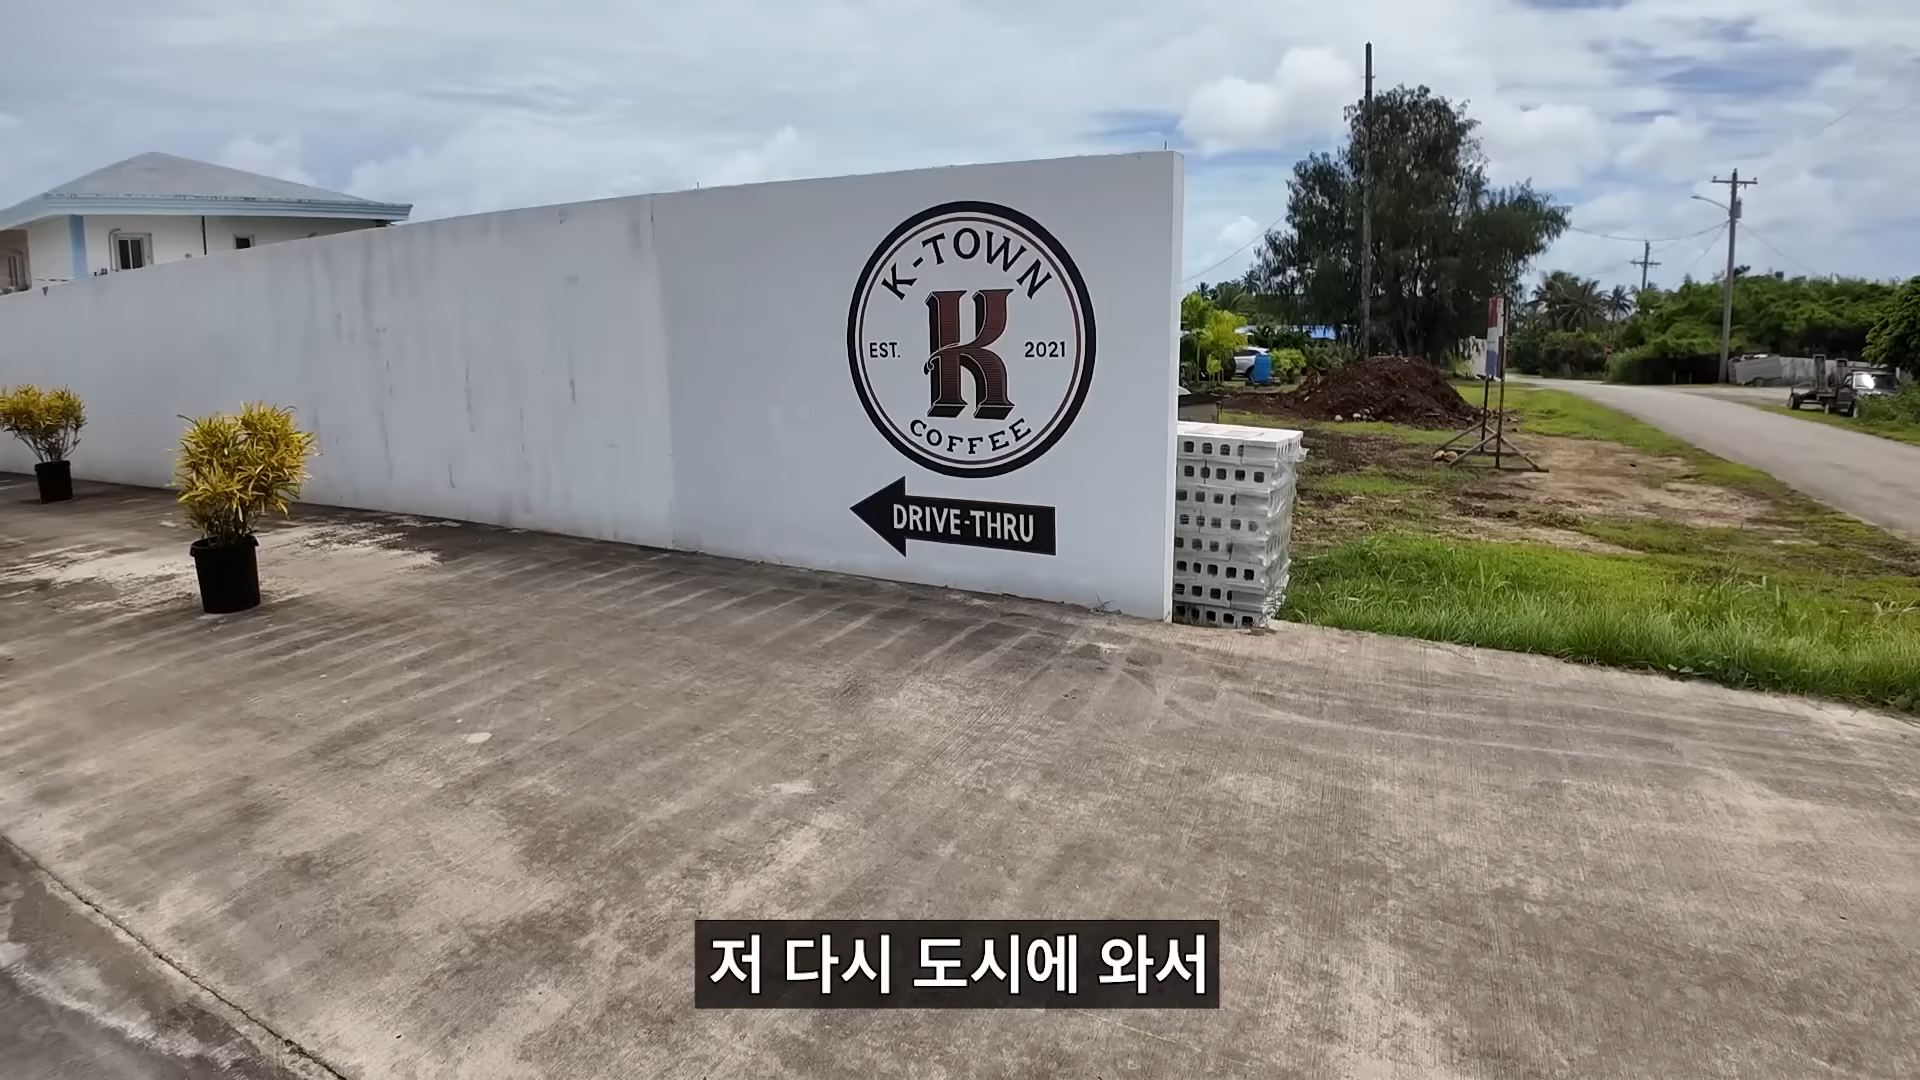 K-TOWN
EST. K 2021
COFFEE
DRIVE-THRU
저 다시 도시에 와서